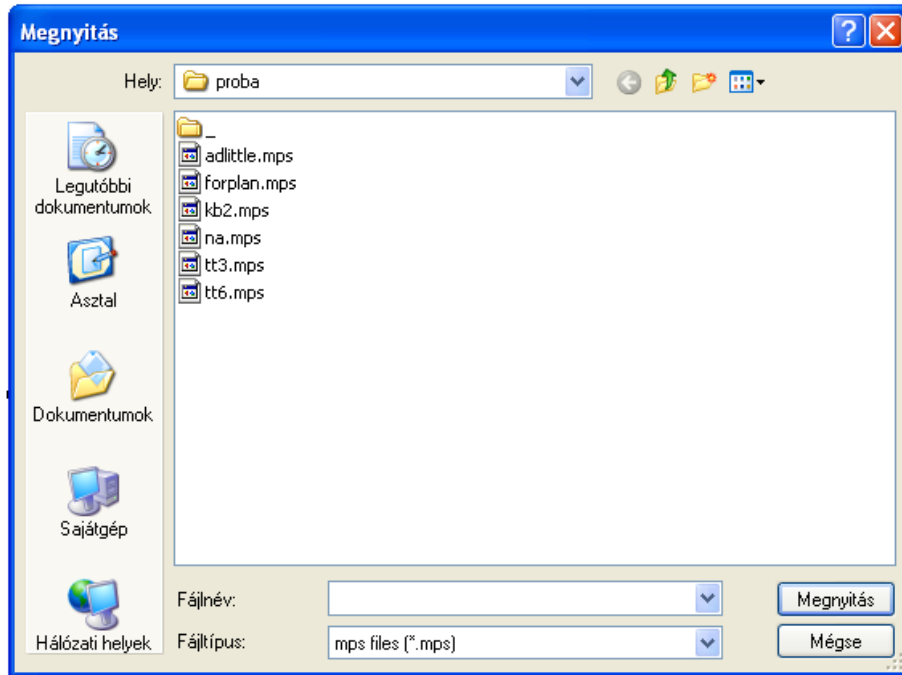 Megnyitás
Hely: proba
_
adlittle.mps
forplan.mps
kb2.mps
na.mps
tt3.mps
tt6.mps
Legutóbbi
dokumentumok
Asztal
Dokumentumok
Sajátgép
Hálózati helyek
Fájlnév:
Megnyitás
Fájltípus: mps files (*.mps)
Mégse